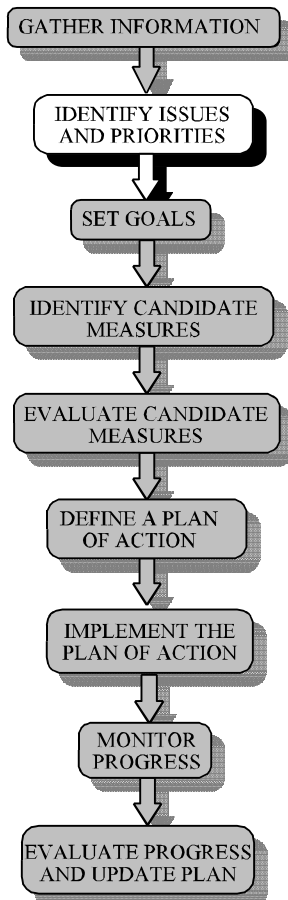 GATHER INFORMATION
IDENTIFY ISSUES
AND PRIORITIES
SET GOALS
IDENTIFY CANDIDATE
MEASURES
EVALUATE CANDIDATE
MEASURES
DEFINE A PLAN
OF ACTION
IMPLEMENT THE
PLAN OF ACTION
MONITOR
PROGRESS
EVALUATE PROGRESS
AND UPDATE PLAN